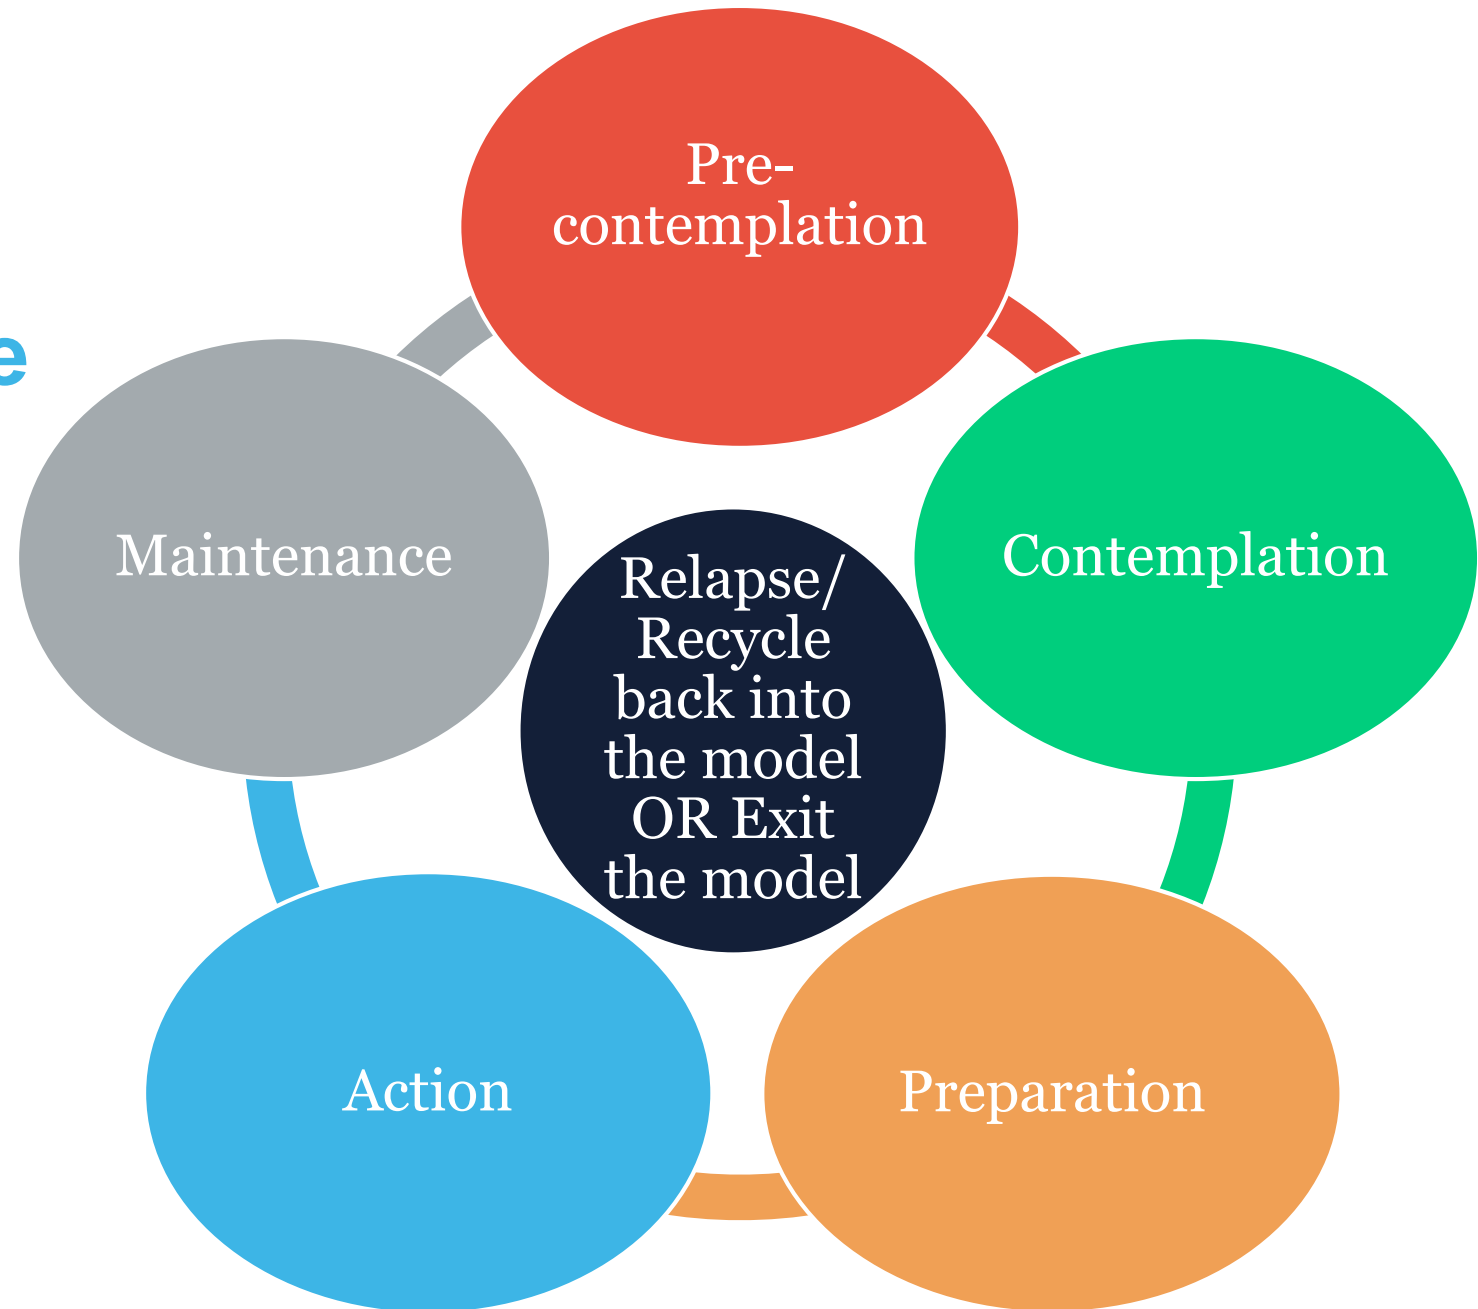 Pre-
contemplation
e
Maintenance
Contemplation
Relapse/
Recycle
back into
the model
OR Exit
the model
Action
Preparation